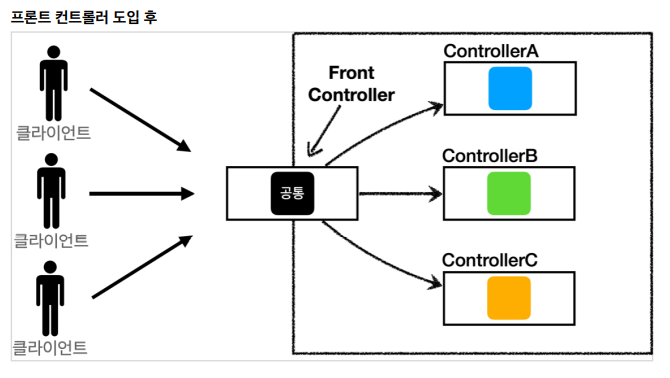 프론트 컨트롤러 도입 후
클라이언트
클라이언트
클라이언트
Front
Controller
공통
ControllerA
ControllerB
ControllerC